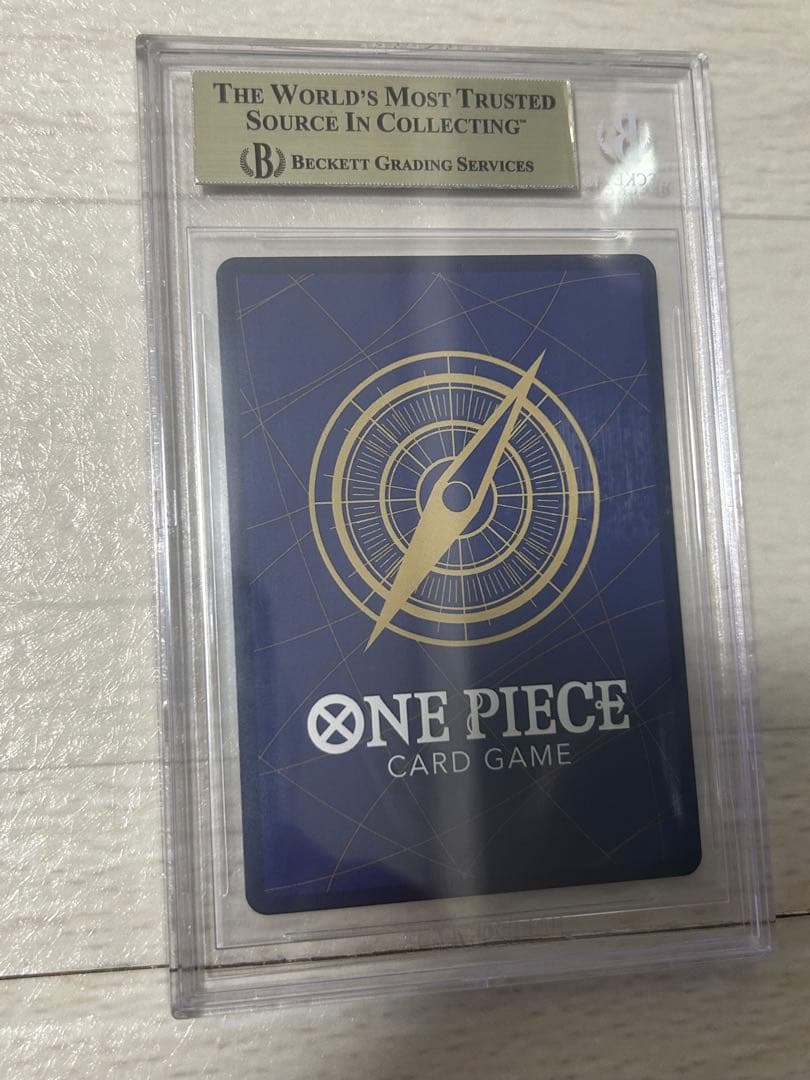 THE WORLD'S MOST TRUSTED
SOURCE IN COLLECTING™
B BECKETT GRADING SERVICES
B
ONE PIECE
CARD GAME